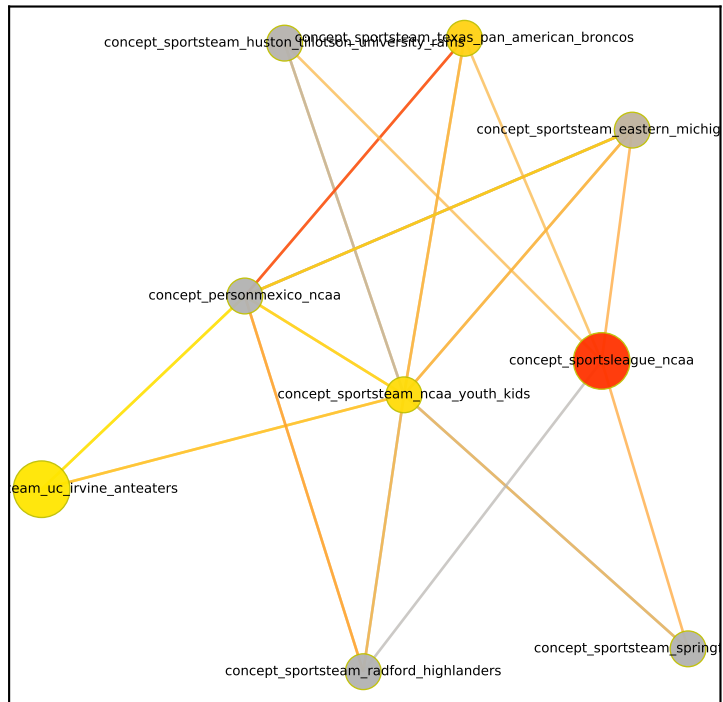 concept_sportsteam_texas_pan_american_broncos
concept_sportsteam_huston_tillotson_university_rams
concept_sportsteam_eastern_michig
concept_personmexico_ncaa
concept_sportsleague_ncaa
concept_sportsteam_ncaa_youth_kids
team_uc_irvine_anteaters
concept_sportsteam_springf
concept_sportsteam_radford_highlanders